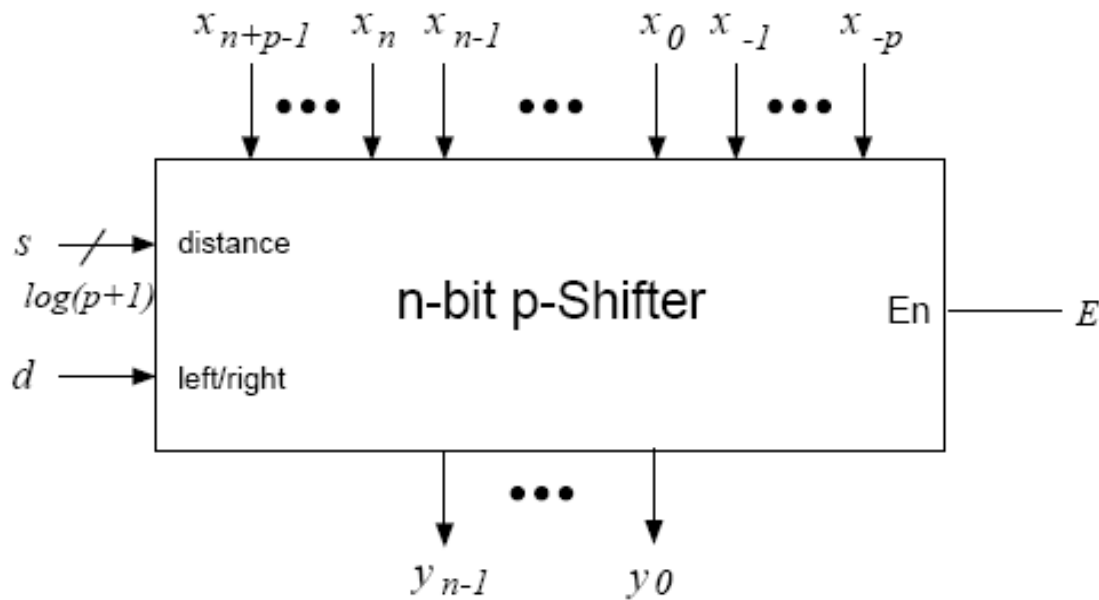 x n+p-1 x n x n-1 x 0 x -1 x -p
s distance
log(p+1) n-bit p-Shifter En E
d left/right
y n-1 y 0